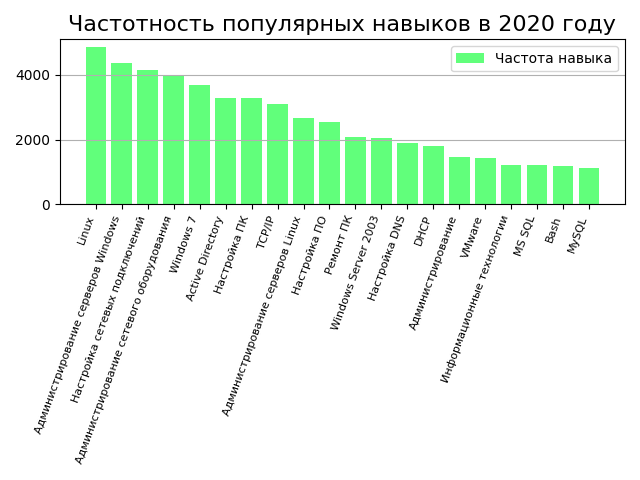 Частотность популярных навыков в 2020 году
Частота навыка
4000
2000
0
Linux
Администрирование серверов Windows
Настройка сетевых подключений
Администрирование сетевого оборудования
Windows 7
Active Directory
Настройка ПК
TCP/IP
Администрирование серверов Linux
Настройка ПО
Ремонт ПК
Windows Server 2003
Настройка DNS
DHCP
Администрирование
VMware
Информационные технологии
MS SQL
Bash
MySQL